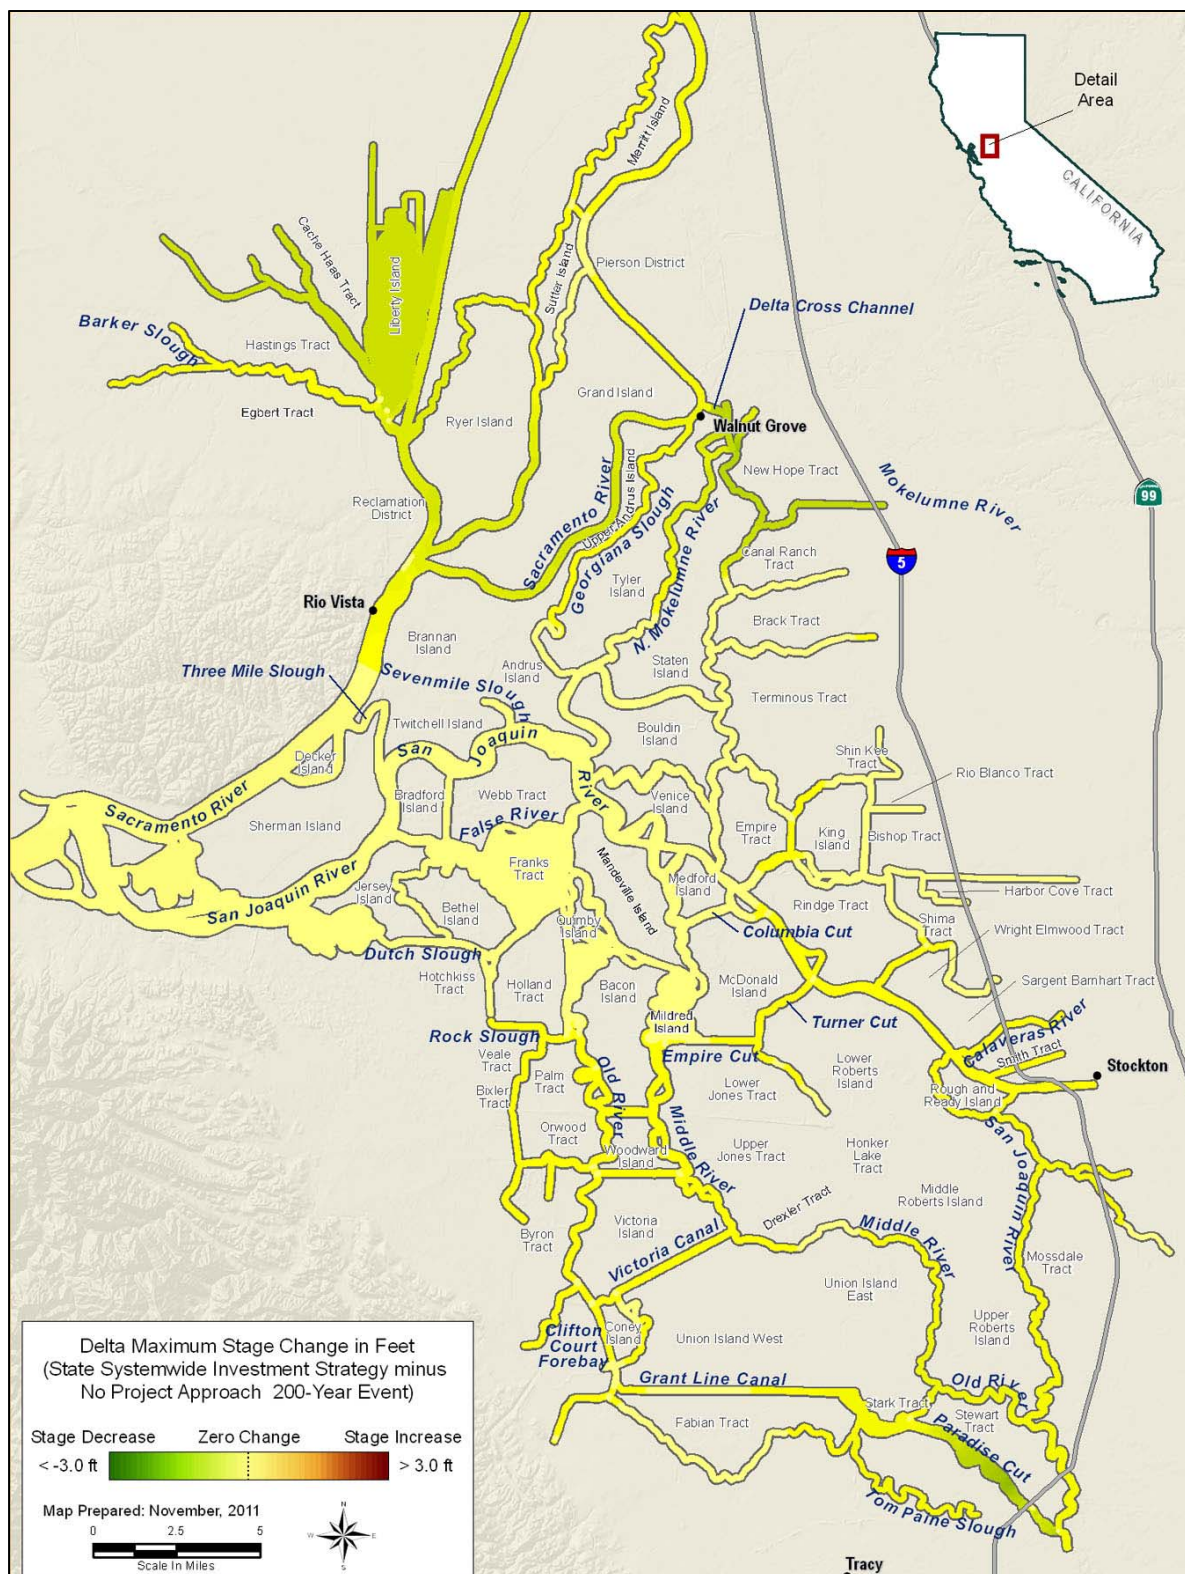 Detail
Area
CALIFORNIA
Merritt Island
Sutter Island
Pierson District
Cache Haas Tract
Liberty Island
Delta Cross Channel
Barker Slough
Hastings Tract
Egbert Tract
Grand Island
Ryer Island
Walnut Grove
New Hope Tract
Mokelumne River
99
Reclamation
District
Sacramento River
Upper Andrus Island
Georgiana Slough
N. Mokelumne River
Canal Ranch
Tract
5
Tyler
Island
Rio Vista
Brack Tract
Brannan
Island
Three Mile Slough
Sevenmile Slough
Andrus
Island
Staten
Island
Terminous Tract
Twitchell Island
Bouldin
Island
San Joaquin River
Shin Kee
Tract
Decker
Island
Rio Blanco Tract
Bradford
Island
Webb Tract
Venice
Island
Sacramento River
Sherman Island
False River
Empire
Tract
King
Island
Bishop Tract
Franks
Tract
Mandeville Island
Medford
Island
Jersey
Island
Harbor Cove Tract
San Joaquin River
Bethel
Island
Quimby
Island
Rindge Tract
Shima
Tract
Columbia Cut
Wright Elmwood Tract
Dutch Slough
Hotchkiss
Tract
Holland
Tract
Bacon
Island
McDonald
Island
Sargent Barnhart Tract
Mildred
Island
Turner Cut
Rock Slough
Empire Cut
Calaveras River
Smith Tract
Veale
Tract
Palm
Tract
Old River
Lower
Roberts
Island
Stockton
Bixler
Tract
Lower
Jones Tract
Rough and
Ready Island
Orwood
Tract
Middle River
San Joaquin River
Woodward
Island
Upper
Jones Tract
Honker
Lake
Tract
Middle
Roberts Island
Drexler Tract
Byron
Tract
Victoria
Island
Victoria Canal
Middle River
Mossdale
Tract
Union Island
East
Clifton
Court
Forebay
Coney
Island
Union Island West
Upper
Roberts
Island
Grant Line Canal
Old River
Stark Tract
Fabian Tract
Stewart
Tract
Paradise Cut
Tom Paine Slough
Tracy
Delta Maximum Stage Change in Feet
(State Systemwide Investment Strategy minus
No Project Approach 200-Year Event)
Stage Decrease Zero Change Stage Increase
< -3.0 ft > 3.0 ft
Map Prepared: November, 2011
0 2.5 5
Scale In Miles
N
W E
S